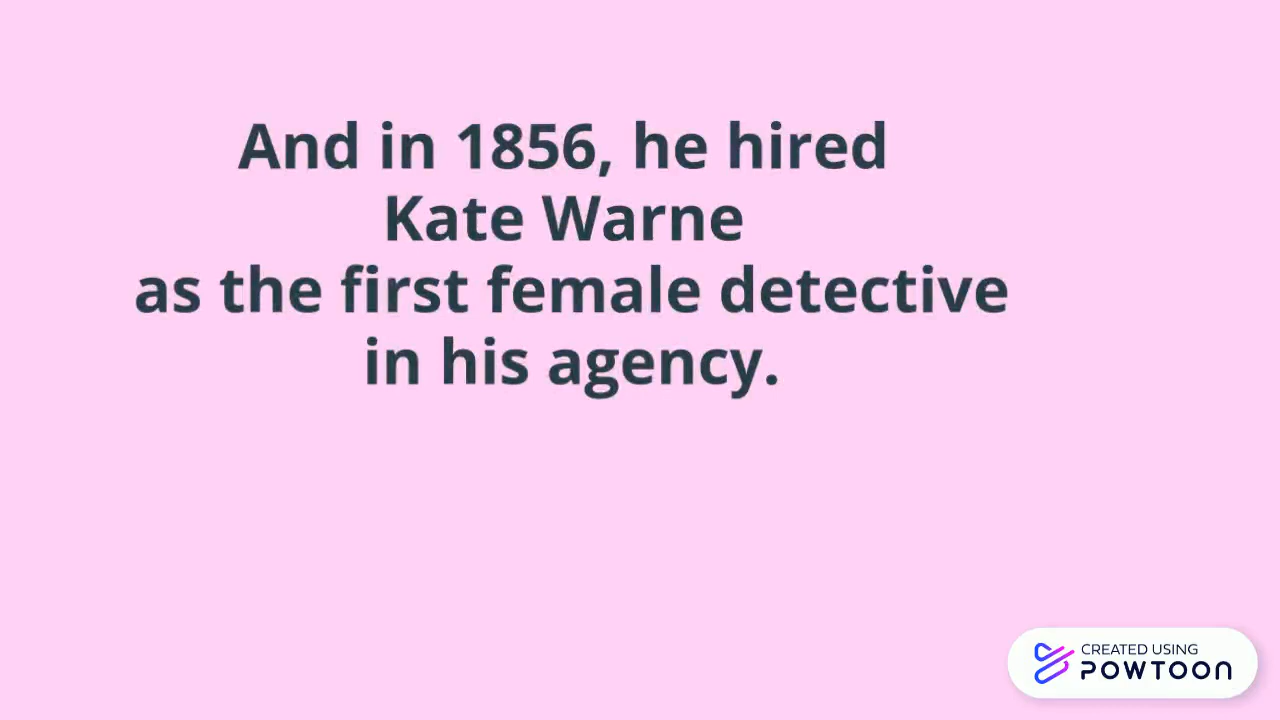 And in 1856, he hired
Kate Warne
as the first female detective
in his agency.
CREATED USING
POWTOON